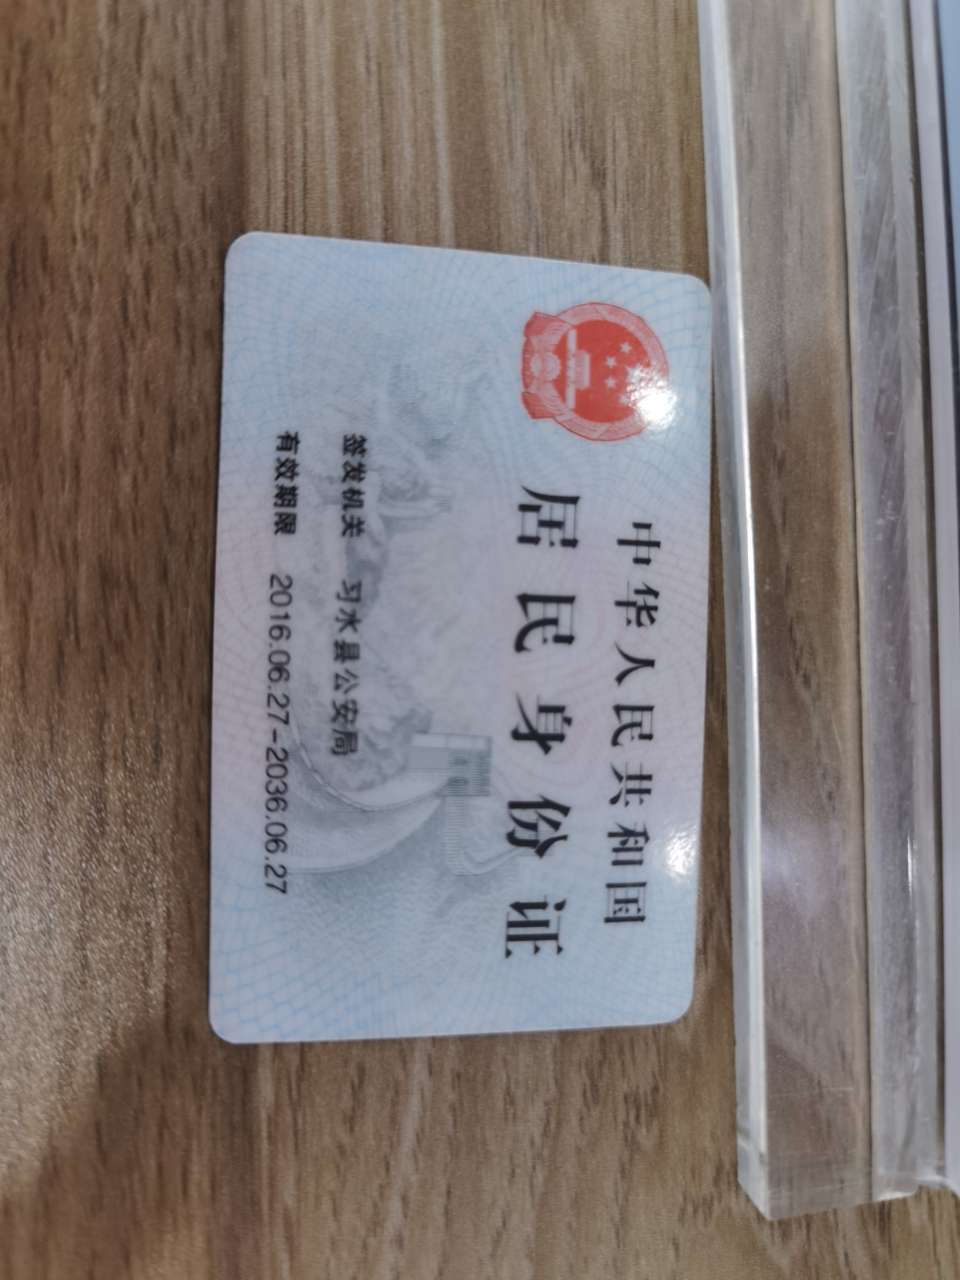 中华人民共和国
居民身份证
签发机关 习水县公安局
有效期限 2016.06.27-2036.06.27